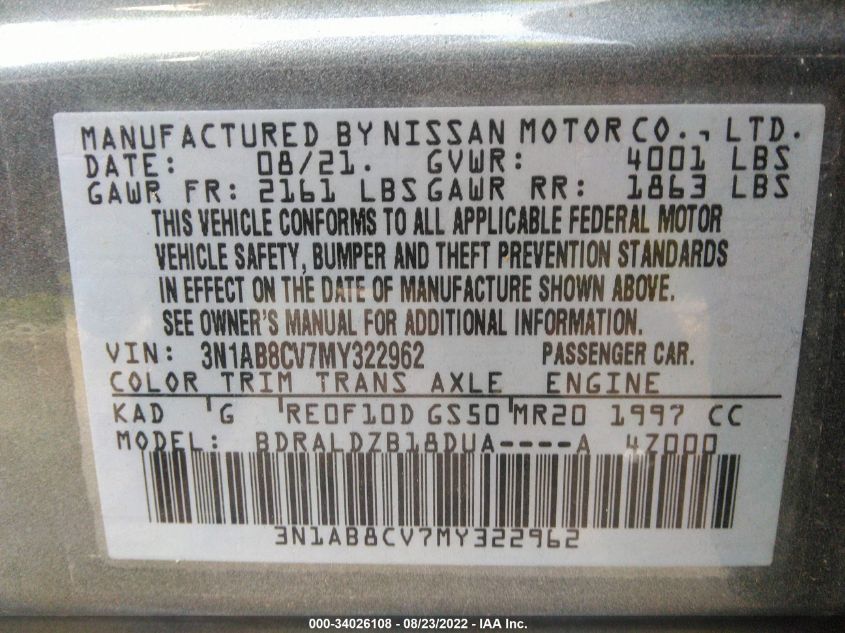 MANUFACTURED BY NISSAN MOTOR CO., LTD.
DATE: 08/21. GVWR: 4001 LBS
GAWR FR: 2161 LBS GAWR RR: 1863 LBS
THIS VEHICLE CONFORMS TO ALL APPLICABLE FEDERAL MOTOR
VEHICLE SAFETY, BUMPER AND THEFT PREVENTION STANDARDS
IN EFFECT ON THE DATE OF MANUFACTURE SHOWN ABOVE.
SEE OWNER'S MANUAL FOR ADDITIONAL INFORMATION.
VIN: 3N1AB8CV7MY322962 PASSENGER CAR.
COLOR TRIM TRANS AXLE ENGINE
KAD G RE0F10D GS50 MR20 1997 CC
MODEL: BDRALDZB18DUA----A 4Z000
3N1AB8CV7MY322962
000-34026108 - 08/23/2022 - IAA Inc.